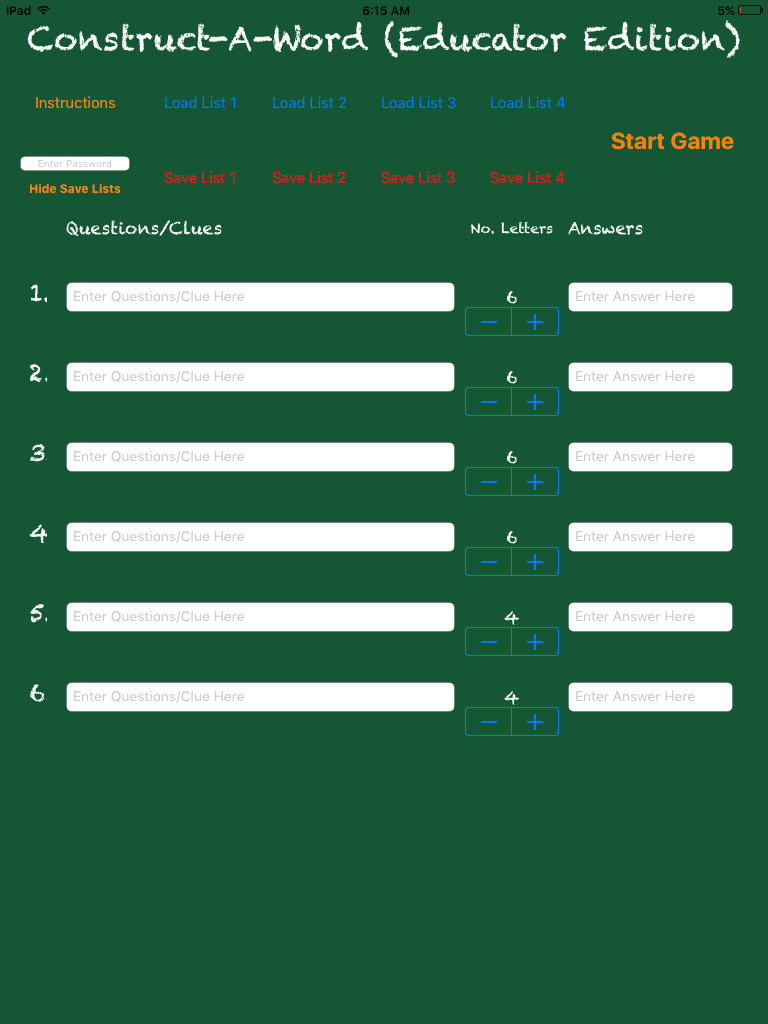 iPad 6:15 AM 5%
Construct-A-Word (Educator Edition)
Instructions Load List 1 Load List 2 Load List 3 Load List 4
Start Game
Enter Password
Hide Save Lists Save List 1 Save List 2 Save List 3 Save List 4
Questions/Clues No. Letters Answers
1. Enter Questions/Clue Here 6 Enter Answer Here
− +
2. Enter Questions/Clue Here 6 Enter Answer Here
− +
3 Enter Questions/Clue Here 6 Enter Answer Here
− +
4 Enter Questions/Clue Here 6 Enter Answer Here
− +
5. Enter Questions/Clue Here 4 Enter Answer Here
− +
6 Enter Questions/Clue Here 4 Enter Answer Here
− +